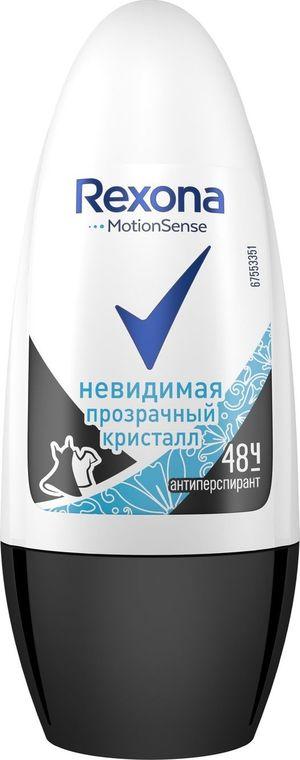 Rexona
MotionSense
67553351
невидимая
прозрачный
кристалл
48ч
антиперспирант